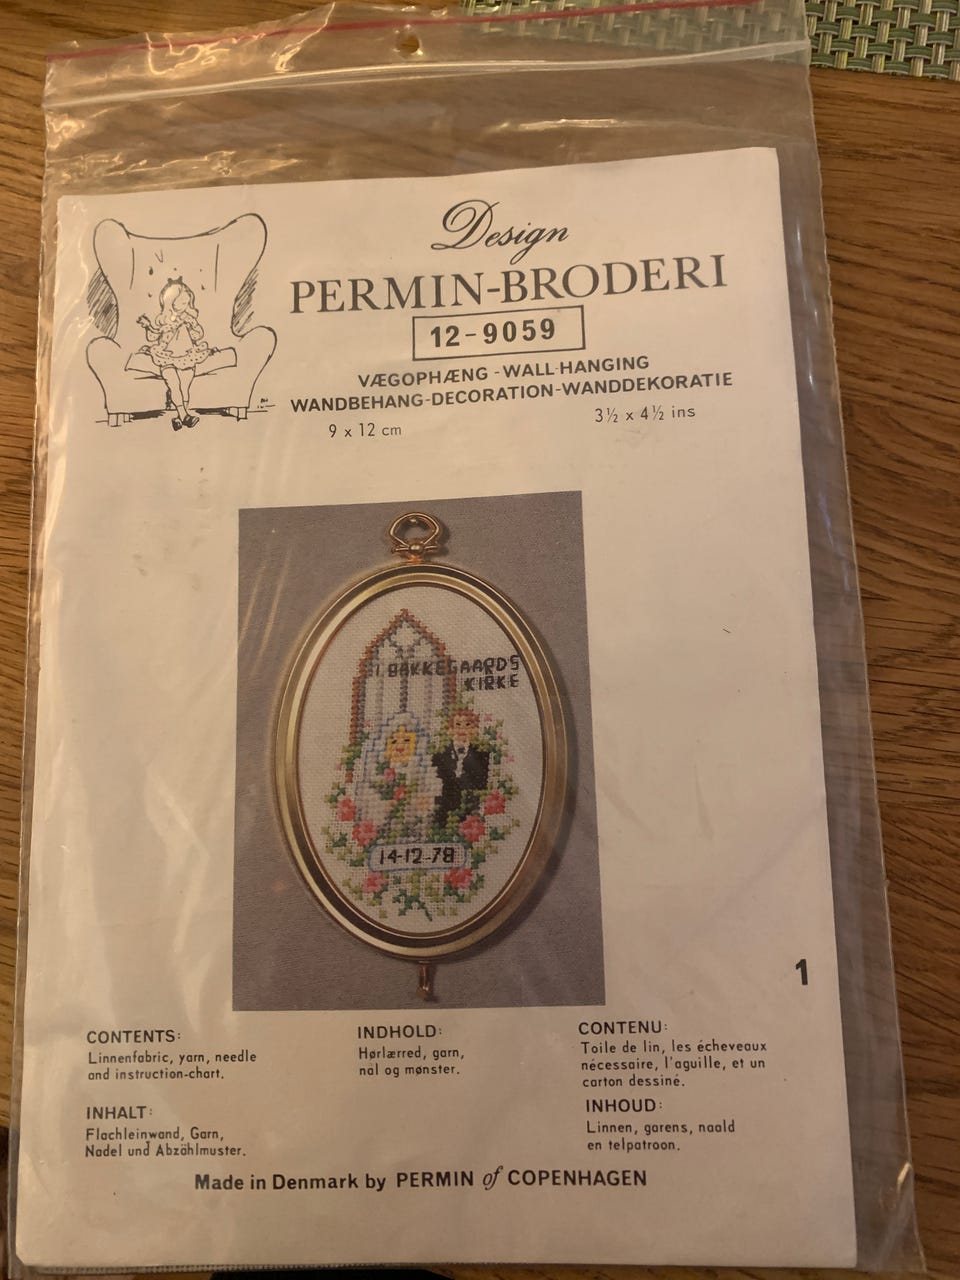 Design
PERMIN-BRODERI
12-9059
VÆGOPHÆNG - WALL-HANGING
WANDBEHANG-DECORATION-WANDDEKORATIE
9 x 12 cm
3½ x 4½ ins
I BAKKEGAARDS
KIRKE
14-12-78
1
CONTENTS:
Linnenfabric, yarn, needle
and instruction-chart.
INDHOLD:
Hørlærred, garn,
nål og mønster.
CONTENU:
Toile de lin, les écheveaux
nécessaire, l'aguille, et un
carton dessiné.
INHALT:
Flachleinwand, Garn,
Nadel und Abzählmuster.
INHOUD:
Linnen, garens, naald
en telpatroon.
Made in Denmark by PERMIN of COPENHAGEN